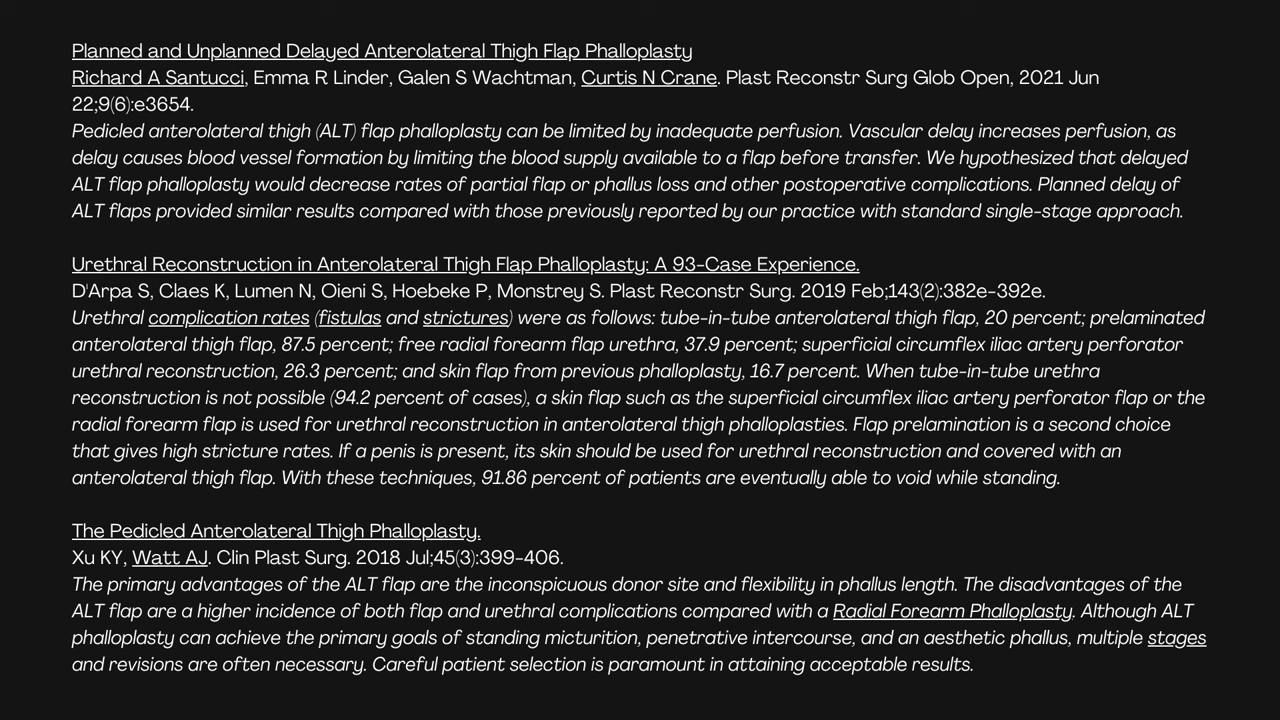 Planned and Unplanned Delayed Anterolateral Thigh Flap Phalloplasty
Richard A Santucci, Emma R Linder, Galen S Wachtman, Curtis N Crane. Plast Reconstr Surg Glob Open, 2021 Jun
22;9(6):e3654.
Pedicled anterolateral thigh (ALT) flap phalloplasty can be limited by inadequate perfusion. Vascular delay increases perfusion, as
delay causes blood vessel formation by limiting the blood supply available to a flap before transfer. We hypothesized that delayed
ALT flap phalloplasty would decrease rates of partial flap or phallus loss and other postoperative complications. Planned delay of
ALT flaps provided similar results compared with those previously reported by our practice with standard single-stage approach.
Urethral Reconstruction in Anterolateral Thigh Flap Phalloplasty: A 93-Case Experience.
D'Arpa S, Claes K, Lumen N, Oieni S, Hoebeke P, Monstrey S. Plast Reconstr Surg. 2019 Feb;143(2):382e-392e.
Urethral complication rates (fistulas and strictures) were as follows: tube-in-tube anterolateral thigh flap, 20 percent; prelaminated
anterolateral thigh flap, 87.5 percent; free radial forearm flap urethra, 37.9 percent; superficial circumflex iliac artery perforator
urethral reconstruction, 26.3 percent; and skin flap from previous phalloplasty, 16.7 percent. When tube-in-tube urethra
reconstruction is not possible (94.2 percent of cases), a skin flap such as the superficial circumflex iliac artery perforator flap or the
radial forearm flap is used for urethral reconstruction in anterolateral thigh phalloplasties. Flap prelamination is a second choice
that gives high stricture rates. If a penis is present, its skin should be used for urethral reconstruction and covered with an
anterolateral thigh flap. With these techniques, 91.86 percent of patients are eventually able to void while standing.
The Pedicled Anterolateral Thigh Phalloplasty.
Xu KY, Watt AJ. Clin Plast Surg. 2018 Jul;45(3):399-406.
The primary advantages of the ALT flap are the inconspicuous donor site and flexibility in phallus length. The disadvantages of the
ALT flap are a higher incidence of both flap and urethral complications compared with a Radial Forearm Phalloplasty. Although ALT
phalloplasty can achieve the primary goals of standing micturition, penetrative intercourse, and an aesthetic phallus, multiple stages
and revisions are often necessary. Careful patient selection is paramount in attaining acceptable results.